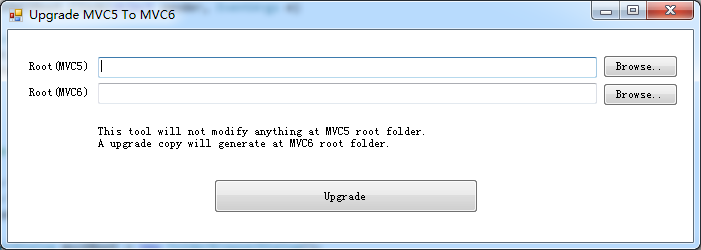 Upgrade MVC5 To MVC6
Root(MVC5)
Browse..
Root(MVC6)
Browse..
This tool will not modify anything at MVC5 root folder.
A upgrade copy will generate at MVC6 root folder.
Upgrade